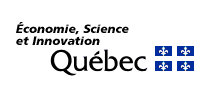 Économie, Science
et Innovation
Québec